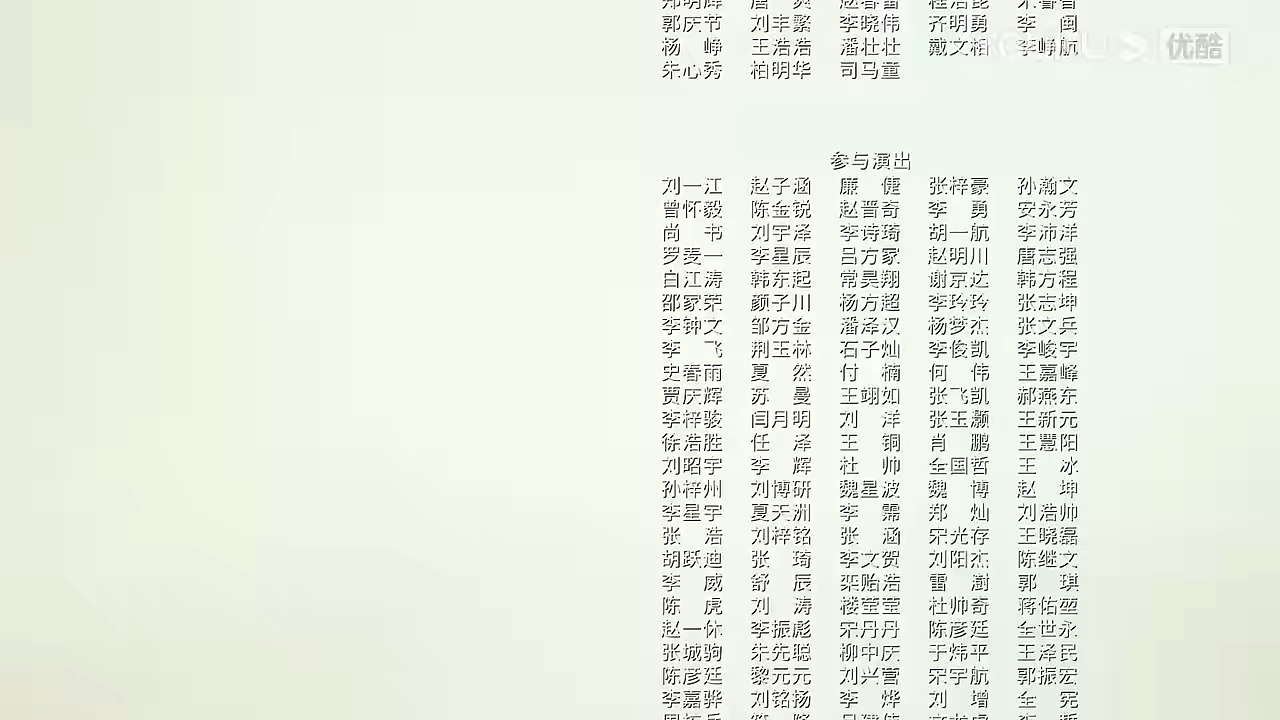 郭庆节 刘丰繁 李晓伟 齐明勇 李 闽
优酷
杨 峥 王浩浩 潘壮壮 戴文相 李峥航
朱心秀 柏明华 司马童
参与演出
刘一江 赵子涵 廉 倢 张梓豪 孙瀚文
曾怀毅 陈金锐 赵晋奇 李 勇 安永芳
尚 书 刘宇泽 李诗琦 胡一航 李沛洋
罗麦一 李星辰 吕方家 赵明川 唐志强
白江涛 韩东起 常昊翔 谢京达 韩方程
邵家荣 颜子川 杨方超 李玲玲 张志坤
李钟文 邹方金 潘泽汉 杨梦杰 张文兵
李 飞 荆玉林 石子灿 李俊凯 李峻宇
史春雨 夏 然 付 楠 何 伟 王嘉峰
贾庆辉 苏 曼 王翊如 张飞凯 郝燕东
李梓骏 闫月明 刘 洋 张玉灏 王新元
徐浩胜 任 泽 王 铜 肖 鹏 王慧阳
刘昭宇 李 辉 杜 帅 全国哲 王 冰
孙梓州 刘博研 魏星波 魏 博 赵 坤
李星宇 夏天洲 李 霈 郑 灿 刘浩帅
张 浩 刘梓铭 张 涵 宋光存 王晓磊
胡跃迪 张 琦 李文贺 刘阳杰 陈继文
李 威 舒 辰 栾贻浩 雷 澍 郭 琪
陈 虎 刘 涛 楼莹莹 杜帅奇 蒋佑堃
赵一休 李振彪 宋丹丹 陈彦廷 全世永
张城驹 朱先聪 柳中庆 于炜平 王泽民
陈彦廷 黎元元 刘兴营 宋宇航 郭振宏
李嘉骅 刘铭扬 李 烨 刘 增 全 宪